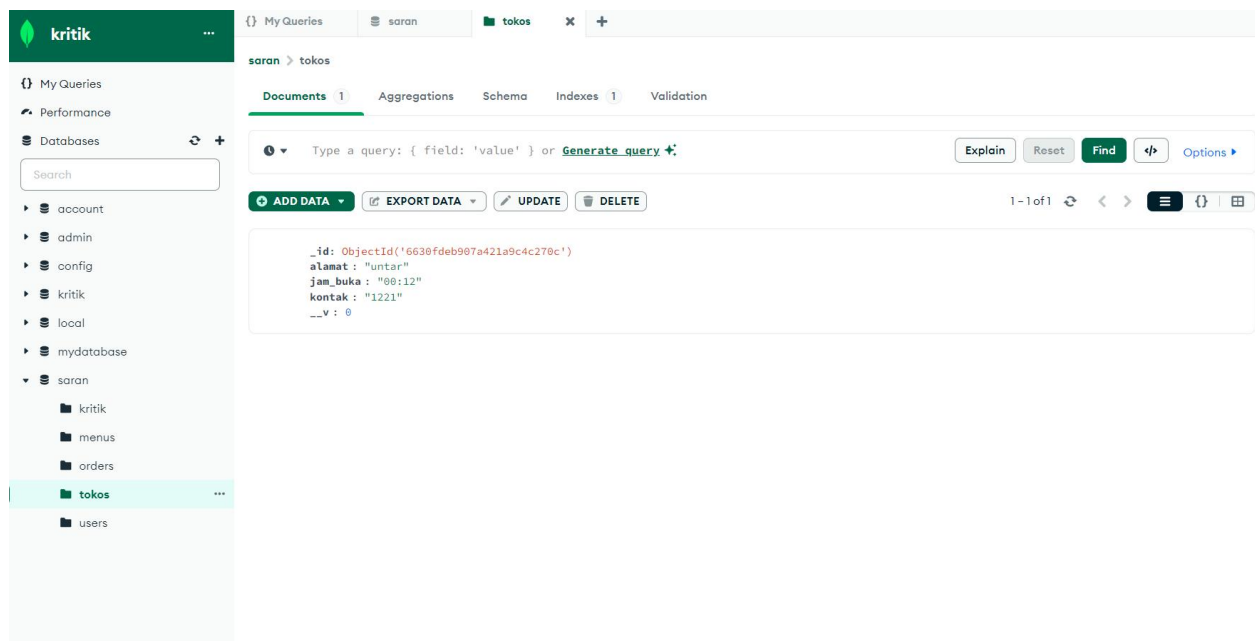 kritik
My Queries
Performance
Databases
Search
account
admin
config
kritik
local
mydatabase
saran
kritik
menus
orders
tokos
users
{} My Queries
saran
tokos
saran > tokos
Documents 1 Aggregations Schema Indexes 1 Validation
Type a query: { field: 'value' } or Generate query
Explain Reset Find </> Options
ADD DATA EXPORT DATA UPDATE DELETE
1 – 1 of 1
_id: ObjectId('6630fdeb907a421a9c4c270c')
alamat : "untar"
jam_buka : "00:12"
kontak : "1221"
__v : 0